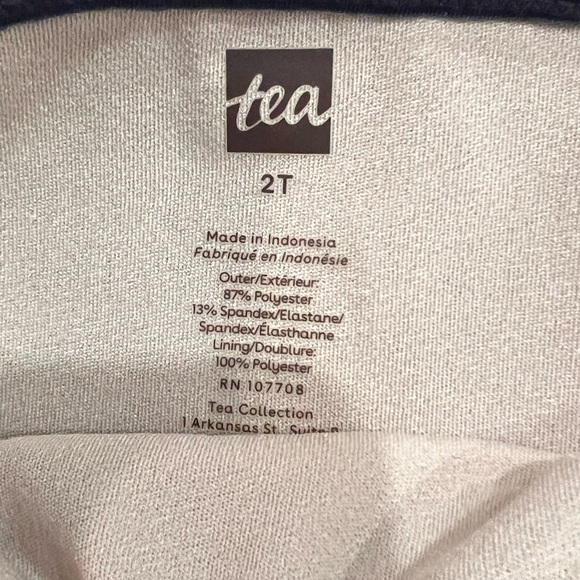 tea
2T
Made in Indonesia
Fabriqué en Indonésie
Outer/Extérieur:
87% Polyester
13% Spandex/Elastane/
Spandex/Élasthanne
Lining/Doublure:
100% Polyester
RN 107708
Tea Collection
1 Arkansas St., Suite